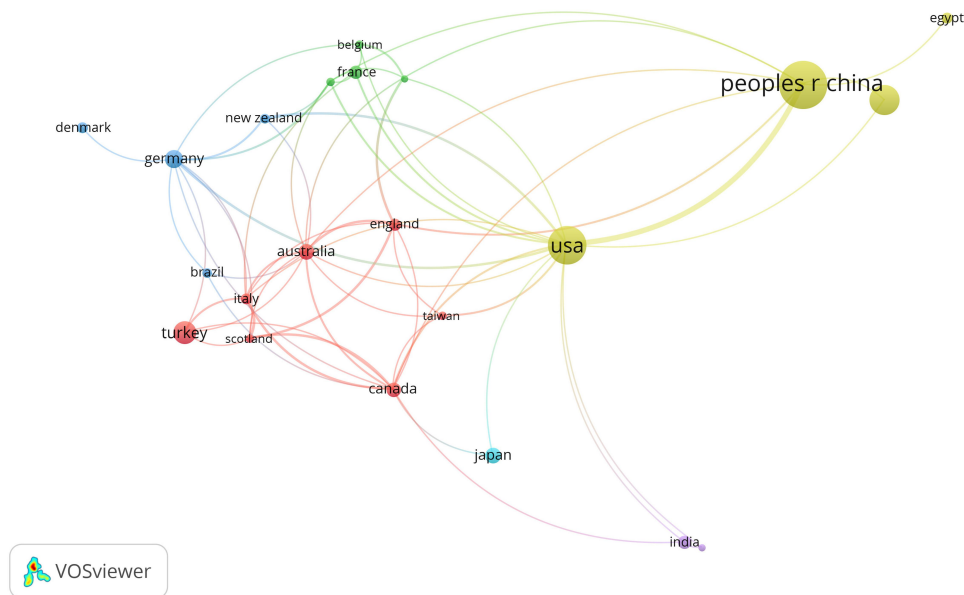 egypt
belgium
france
peoples r china
new zealand
denmark
germany
england
usa
australia
brazil
italy
taiwan
turkey
scotland
canada
japan
india
VOSviewer